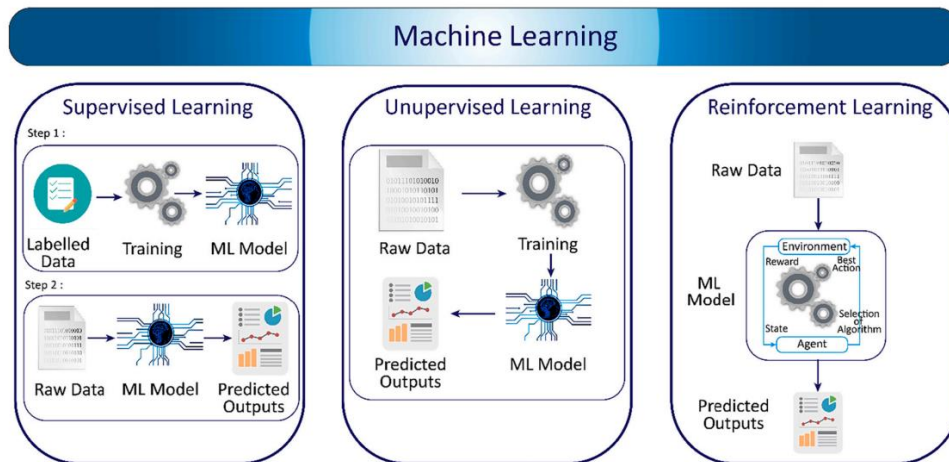 Machine Learning
Supervised Learning
Step 1 :
Labelled
Data
Training
ML Model
Step 2 :
Raw Data
ML Model
Predicted
Outputs
Unupervised Learning
Raw Data
Training
Predicted
Outputs
ML Model
Reinforcement Learning
Raw Data
ML
Model
Environment
Reward
Best
Action
Selection
of
Algorithm
State
Agent
Predicted
Outputs